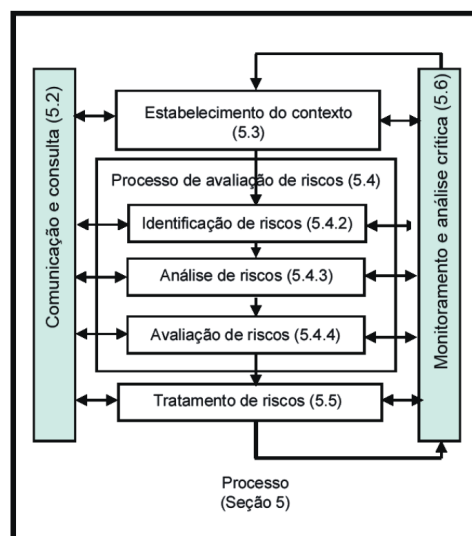 Comunicação e consulta (5.2)
Estabelecimento do contexto
(5.3)
Processo de avaliação de riscos (5.4)
Identificação de riscos (5.4.2)
Análise de riscos (5.4.3)
Avaliação de riscos (5.4.4)
Tratamento de riscos (5.5)
Monitoramento e análise crítica (5.6)
Processo
(Seção 5)